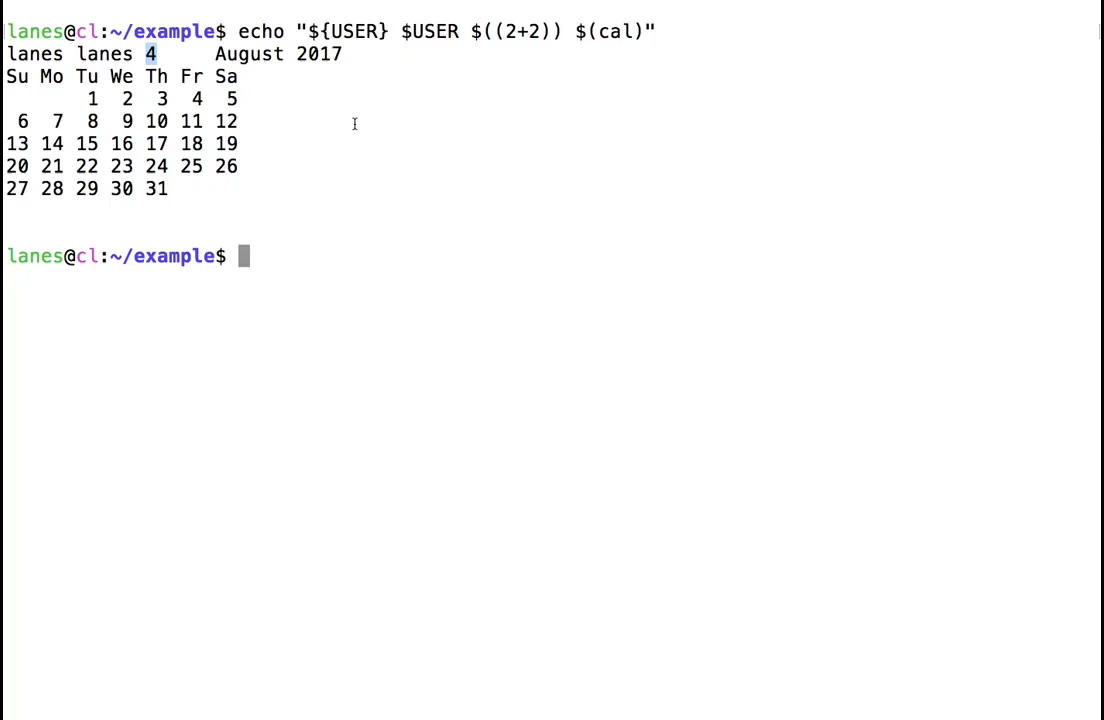 lanes@cl:~/example$ echo "${USER} $USER $((2+2)) $(cal)"
lanes lanes 4     August 2017
Su Mo Tu We Th Fr Sa
       1  2  3  4  5
 6  7  8  9 10 11 12
13 14 15 16 17 18 19
20 21 22 23 24 25 26
27 28 29 30 31
lanes@cl:~/example$